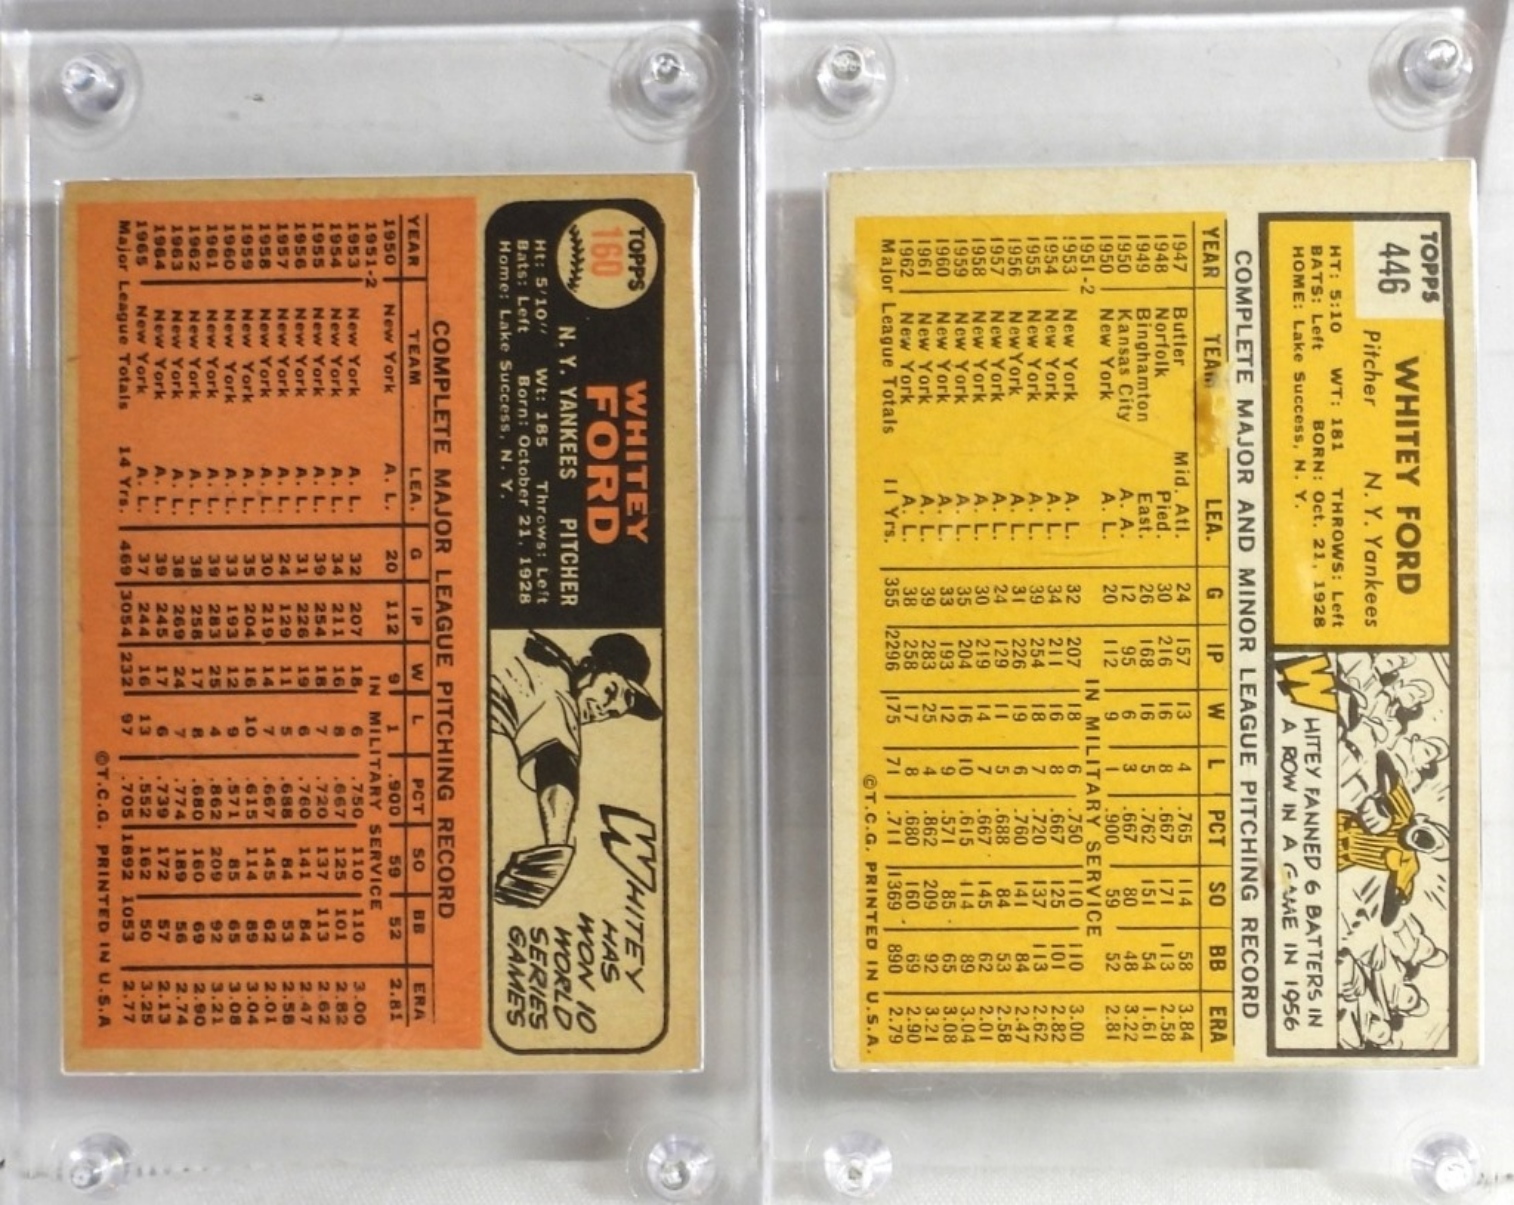 TOPPS
160
WHITEY
FORD
N. Y. YANKEES PITCHER
Ht: 5'10'' Wt: 185 Throws: Left
Bats: Left Born: October 21, 1928
Home: Lake Success, N. Y.
WHITEY
HAS
WON 10
WORLD
SERIES
GAMES
COMPLETE MAJOR LEAGUE PITCHING RECORD
YEAR TEAM LEA. G IP W L PCT SO BB ERA
1950 New York A. L. 20 112 9 1 .900 59 52 2.81
1951-2 IN MILITARY SERVICE
1953 New York A. L. 32 207 18 6 .750 110 110 3.00
1954 New York A. L. 34 211 16 8 .667 125 101 2.82
1955 New York A. L. 39 254 18 7 .720 137 113 2.62
1956 New York A. L. 31 226 19 6 .760 141 84 2.47
1957 New York A. L. 24 129 11 5 .688 84 53 2.58
1958 New York A. L. 30 219 14 7 .667 145 62 2.01
1959 New York A. L. 35 204 16 10 .615 114 89 3.04
1960 New York A. L. 33 193 12 9 .571 85 65 3.08
1961 New York A. L. 39 283 25 4 .862 209 92 3.21
1962 New York A. L. 38 258 17 8 .680 160 69 2.90
1963 New York A. L. 38 269 24 7 .774 189 56 2.74
1964 New York A. L. 39 245 17 6 .739 172 57 2.13
1965 New York A. L. 37 244 16 13 .552 162 50 3.25
Major League Totals 14 Yrs. 469 3054 232 97 .705 1892 1053 2.77
©T.C.G. PRINTED IN U.S.A
TOPPS
446
WHITEY FORD
Pitcher N. Y. Yankees
HT: 5:10 WT: 181 THROWS: Left
BATS: Left BORN: Oct. 21, 1928
HOME: Lake Success, N. Y.
WHITEY FANNED 6 BATTERS IN
A ROW IN A GAME IN 1956
COMPLETE MAJOR AND MINOR LEAGUE PITCHING RECORD
YEAR TEAM LEA. G IP W L PCT SO BB ERA
1947 Butler Mid. Atl. 24 157 13 4 .765 114 58 3.84
1948 Norfolk Pied. 30 216 16 8 .667 171 113 2.58
1949 Binghamton East. 26 168 16 5 .762 151 54 1.61
1950 Kansas City A. A. 12 95 6 3 .667 80 48 3.22
1950 New York A. L. 20 112 9 1 .900 59 52 2.81
1951-2 IN MILITARY SERVICE
1953 New York A. L. 32 207 18 6 .750 110 110 3.00
1954 New York A. L. 34 211 16 8 .667 125 101 2.82
1955 New York A. L. 39 254 18 7 .720 137 113 2.62
1956 New York A. L. 31 226 19 6 .760 141 84 2.47
1957 New York A. L. 24 129 11 5 .688 84 53 2.58
1958 New York A. L. 30 219 14 7 .667 145 62 2.01
1959 New York A. L. 35 204 16 10 .615 114 89 3.04
1960 New York A. L. 33 193 12 9 .571 85 65 3.08
1961 New York A. L. 39 283 25 4 .862 209 92 3.21
1962 New York A. L. 38 258 17 8 .680 160 69 2.90
Major League Totals 11 Yrs. 355 2296 175 71 .711 1369 890 2.79
©T.C.G. PRINTED IN U.S.A.